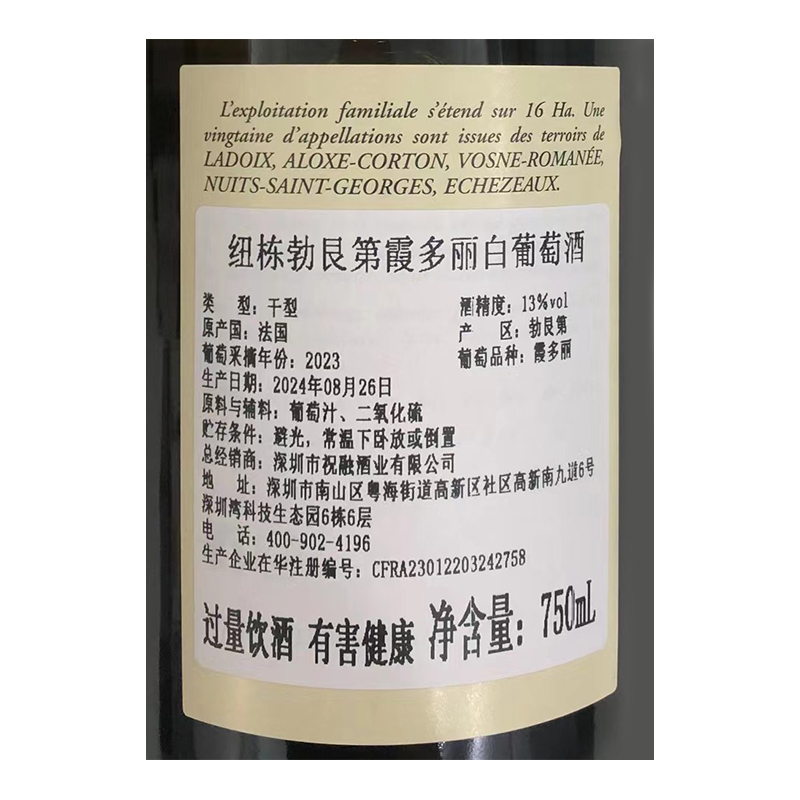 L'exploitation familiale s'étend sur 16 Ha. Une
vingtaine d'appellations sont issues des terroirs de
LADOIX, ALOXE-CORTON, VOSNE-ROMANÉE,
NUITS-SAINT-GEORGES, ECHEZEAUX.
纽栋勃艮第霞多丽白葡萄酒
类 型：干型 酒精度：13%vol
原产国：法国 产 区：勃艮第
葡萄采摘年份：2023 葡萄品种：霞多丽
生产日期：2024年08月26日
原料与辅料：葡萄汁、二氧化硫
贮存条件：避光，常温下卧放或倒置
总经销商：深圳市祝融酒业有限公司
地 址：深圳市南山区粤海街道高新区社区高新南九道6号
深圳湾科技生态园6栋6层
电 话：400-902-4196
生产企业在华注册编号：CFRA23012203242758
过量饮酒 有害健康 净含量：750mL